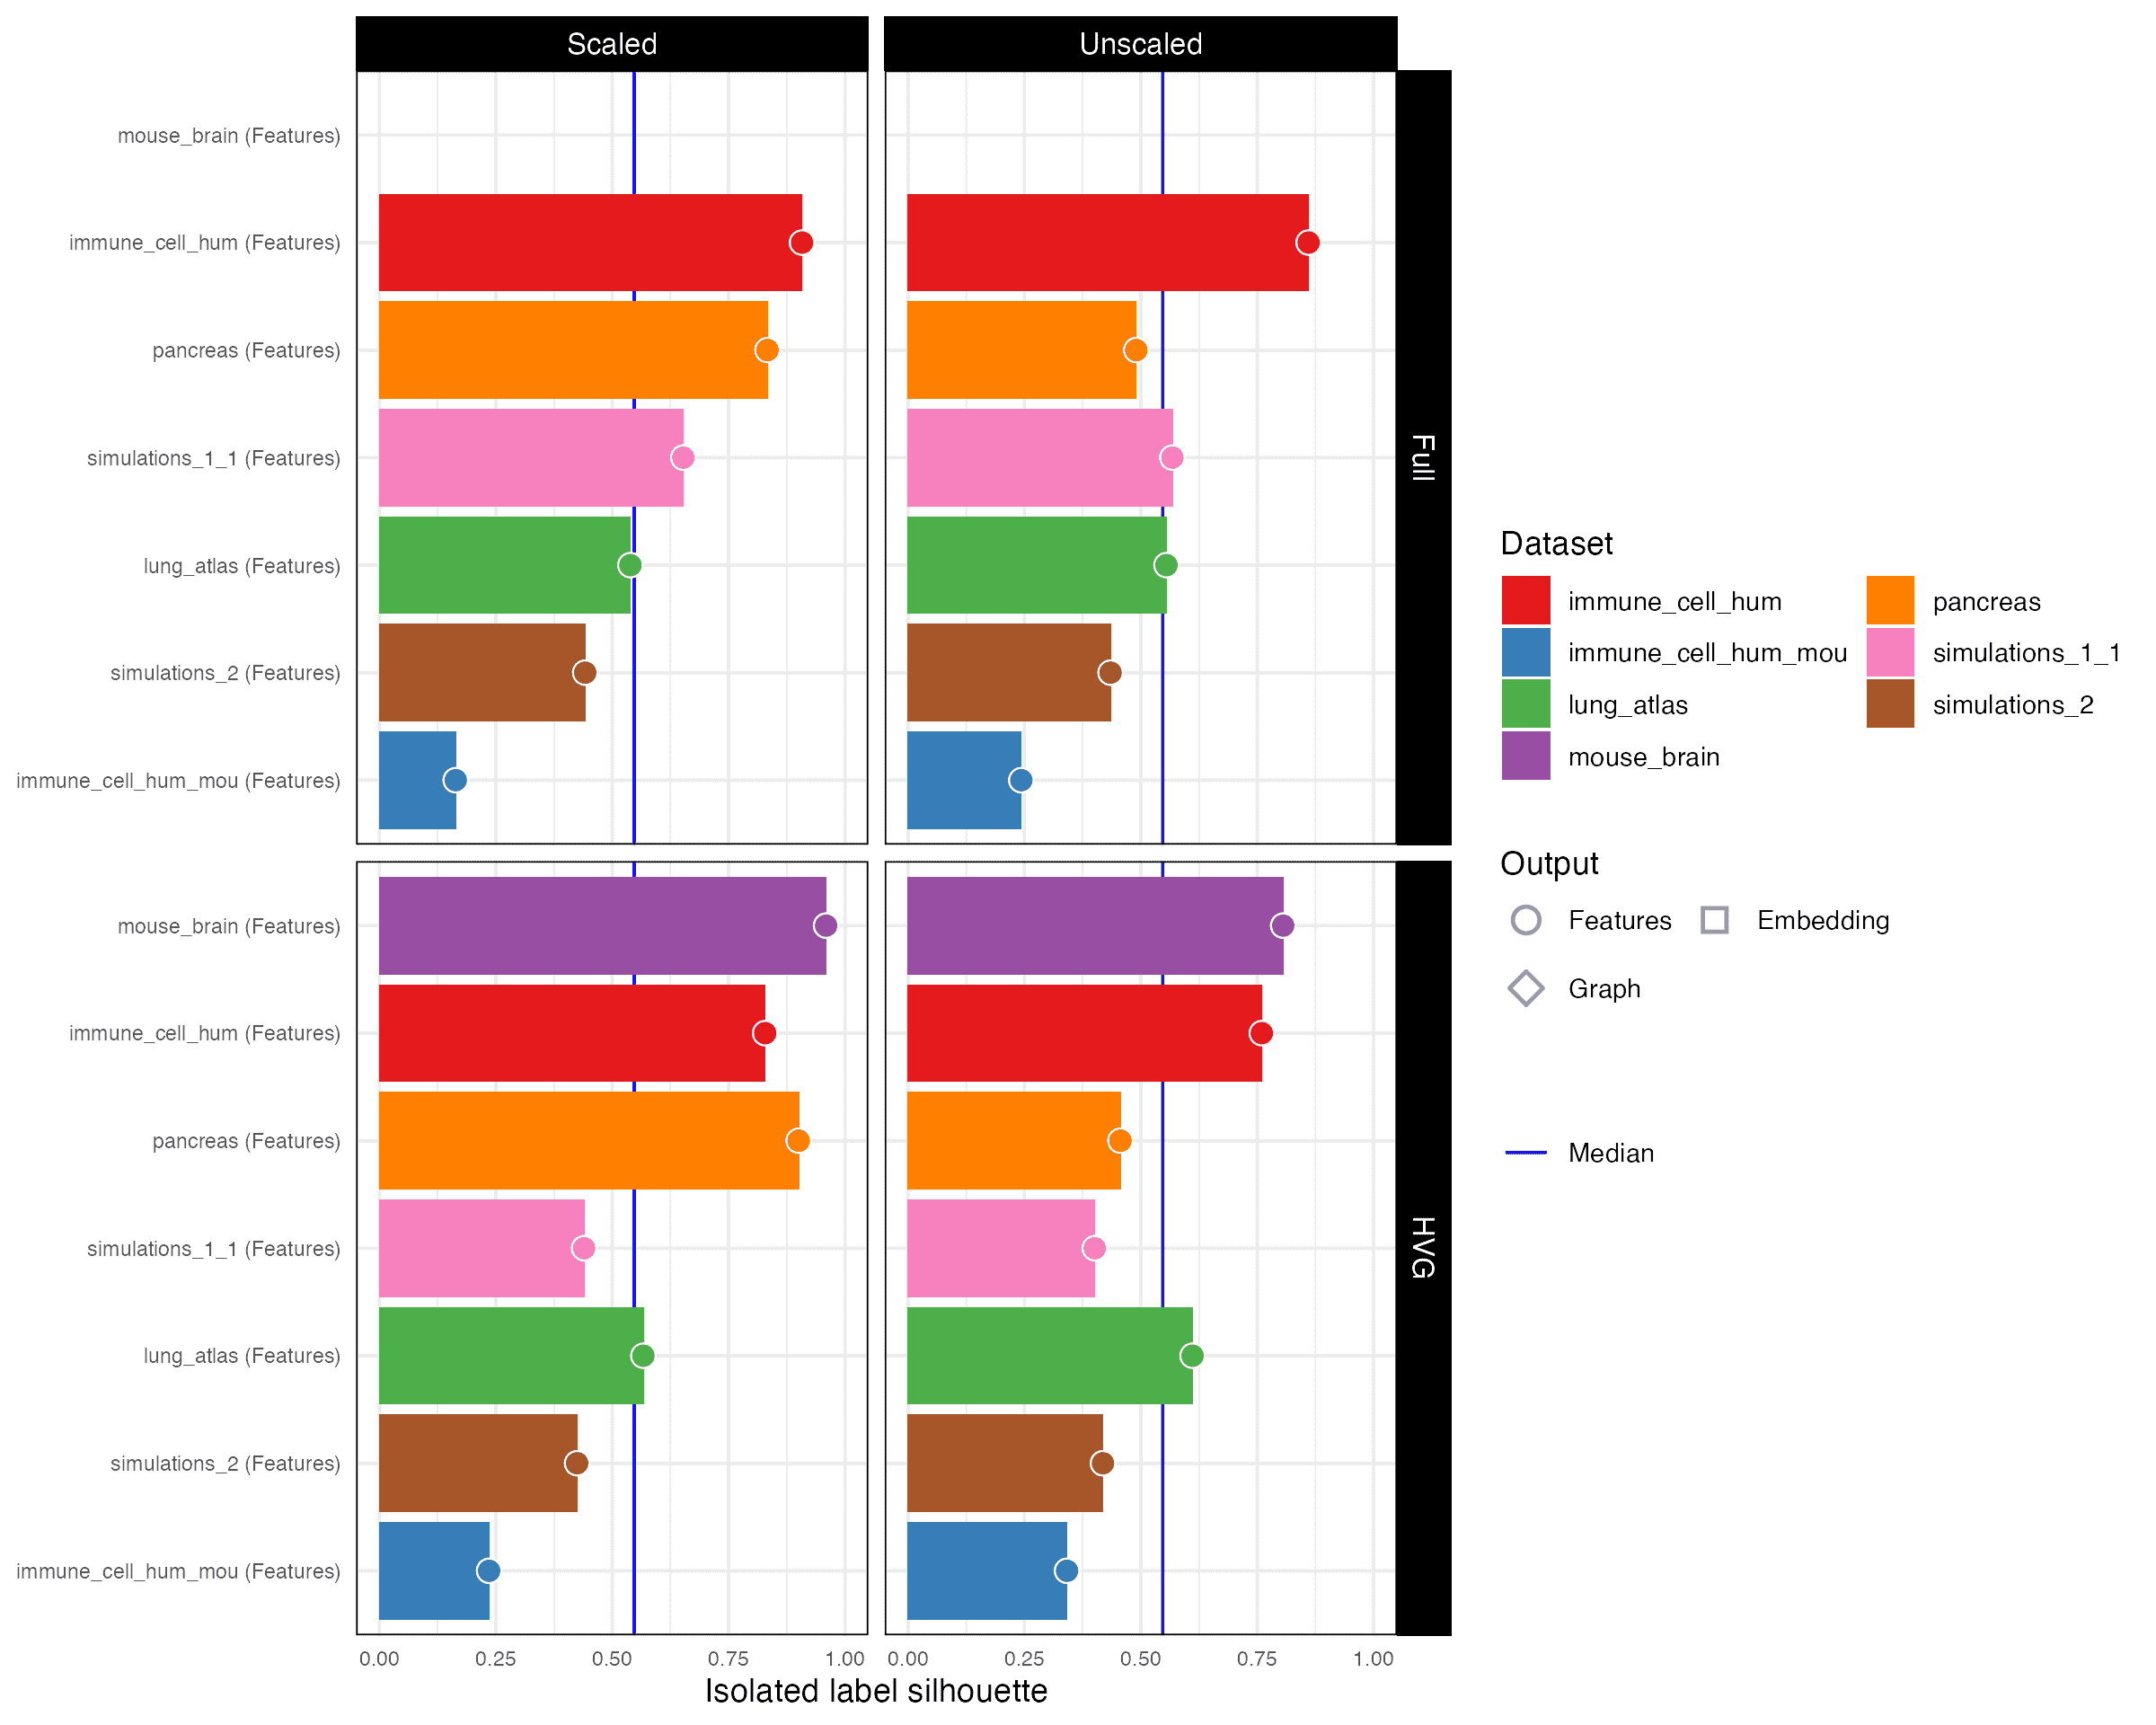 Scaled
Unscaled
mouse_brain (Features)
immune_cell_hum (Features)
pancreas (Features)
simulations_1_1 (Features)
lung_atlas (Features)
simulations_2 (Features)
immune_cell_hum_mou (Features)
Full
mouse_brain (Features)
immune_cell_hum (Features)
pancreas (Features)
simulations_1_1 (Features)
lung_atlas (Features)
simulations_2 (Features)
immune_cell_hum_mou (Features)
HVG
0.00 0.25 0.50 0.75 1.00
0.00 0.25 0.50 0.75 1.00
Isolated label silhouette
Dataset
immune_cell_hum
immune_cell_hum_mou
lung_atlas
mouse_brain
pancreas
simulations_1_1
simulations_2
Output
Features
Embedding
Graph
Median